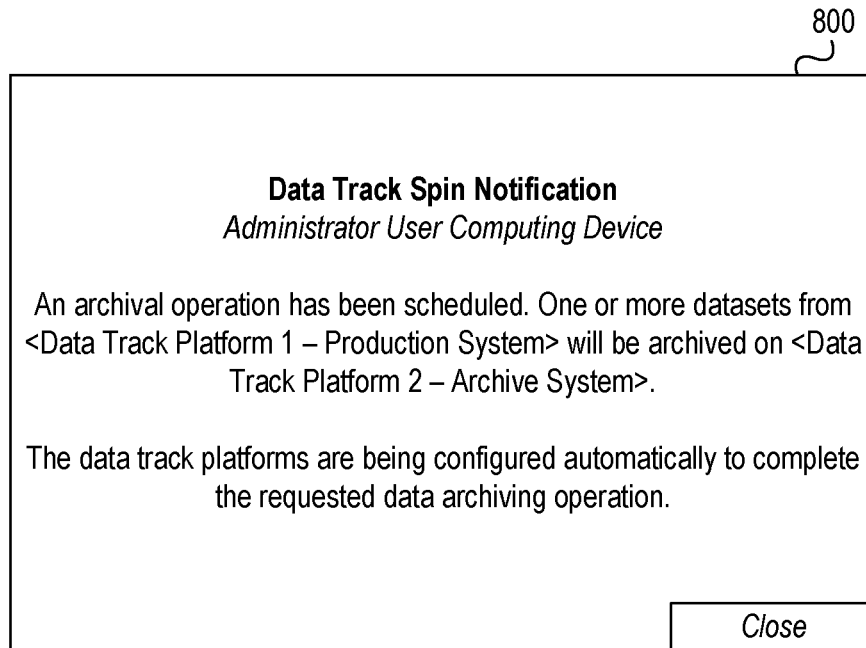 800
Data Track Spin Notification
Administrator User Computing Device
An archival operation has been scheduled. One or more datasets from
<Data Track Platform 1 – Production System> will be archived on <Data
Track Platform 2 – Archive System>.
The data track platforms are being configured automatically to complete
the requested data archiving operation.
Close